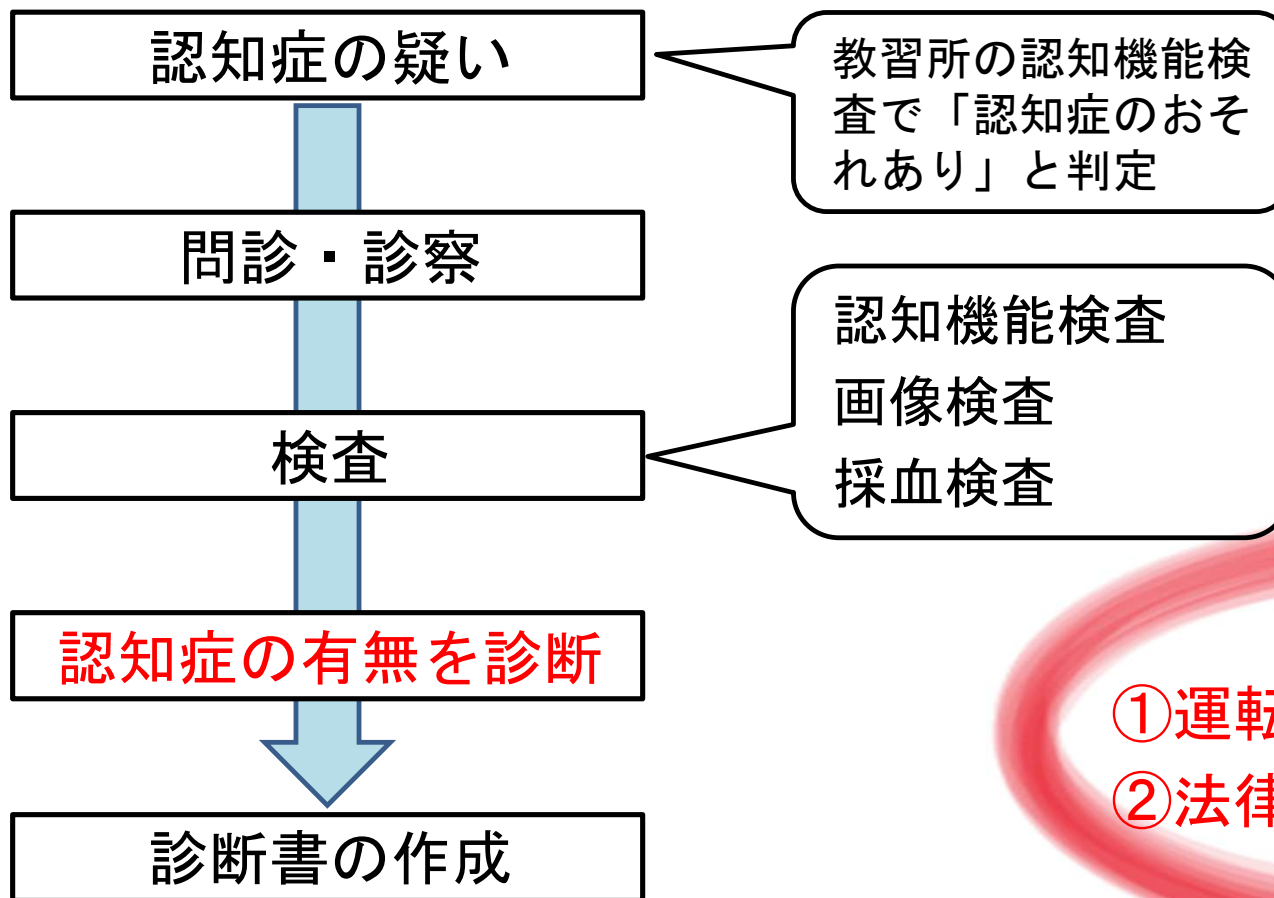 認知症の疑い
教習所の認知機能検
査で「認知症のおそ
れあり」と判定
問診・診察
認知機能検査
画像検査
採血検査
検査
認知症の有無を診断
①運転
②法律
診断書の作成